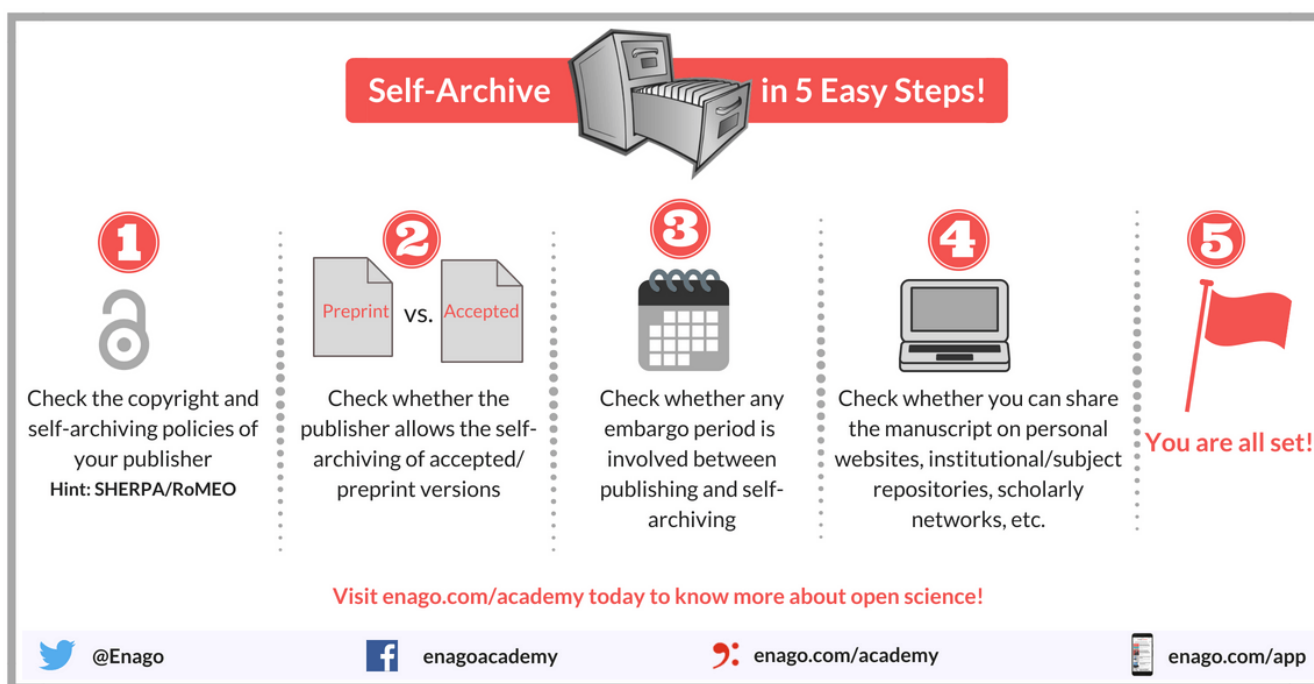 Self-Archive in 5 Easy Steps!
1
Check the copyright and
self-archiving policies of
your publisher
Hint: SHERPA/RoMEO
2
Preprint vs. Accepted
Check whether the
publisher allows the self-
archiving of accepted/
preprint versions
3
Check whether any
embargo period is
involved between
publishing and self-
archiving
4
Check whether you can share
the manuscript on personal
websites, institutional/subject
repositories, scholarly
networks, etc.
5
You are all set!
Visit enago.com/academy today to know more about open science!
@Enago
enagoacademy
enago.com/academy
enago.com/app